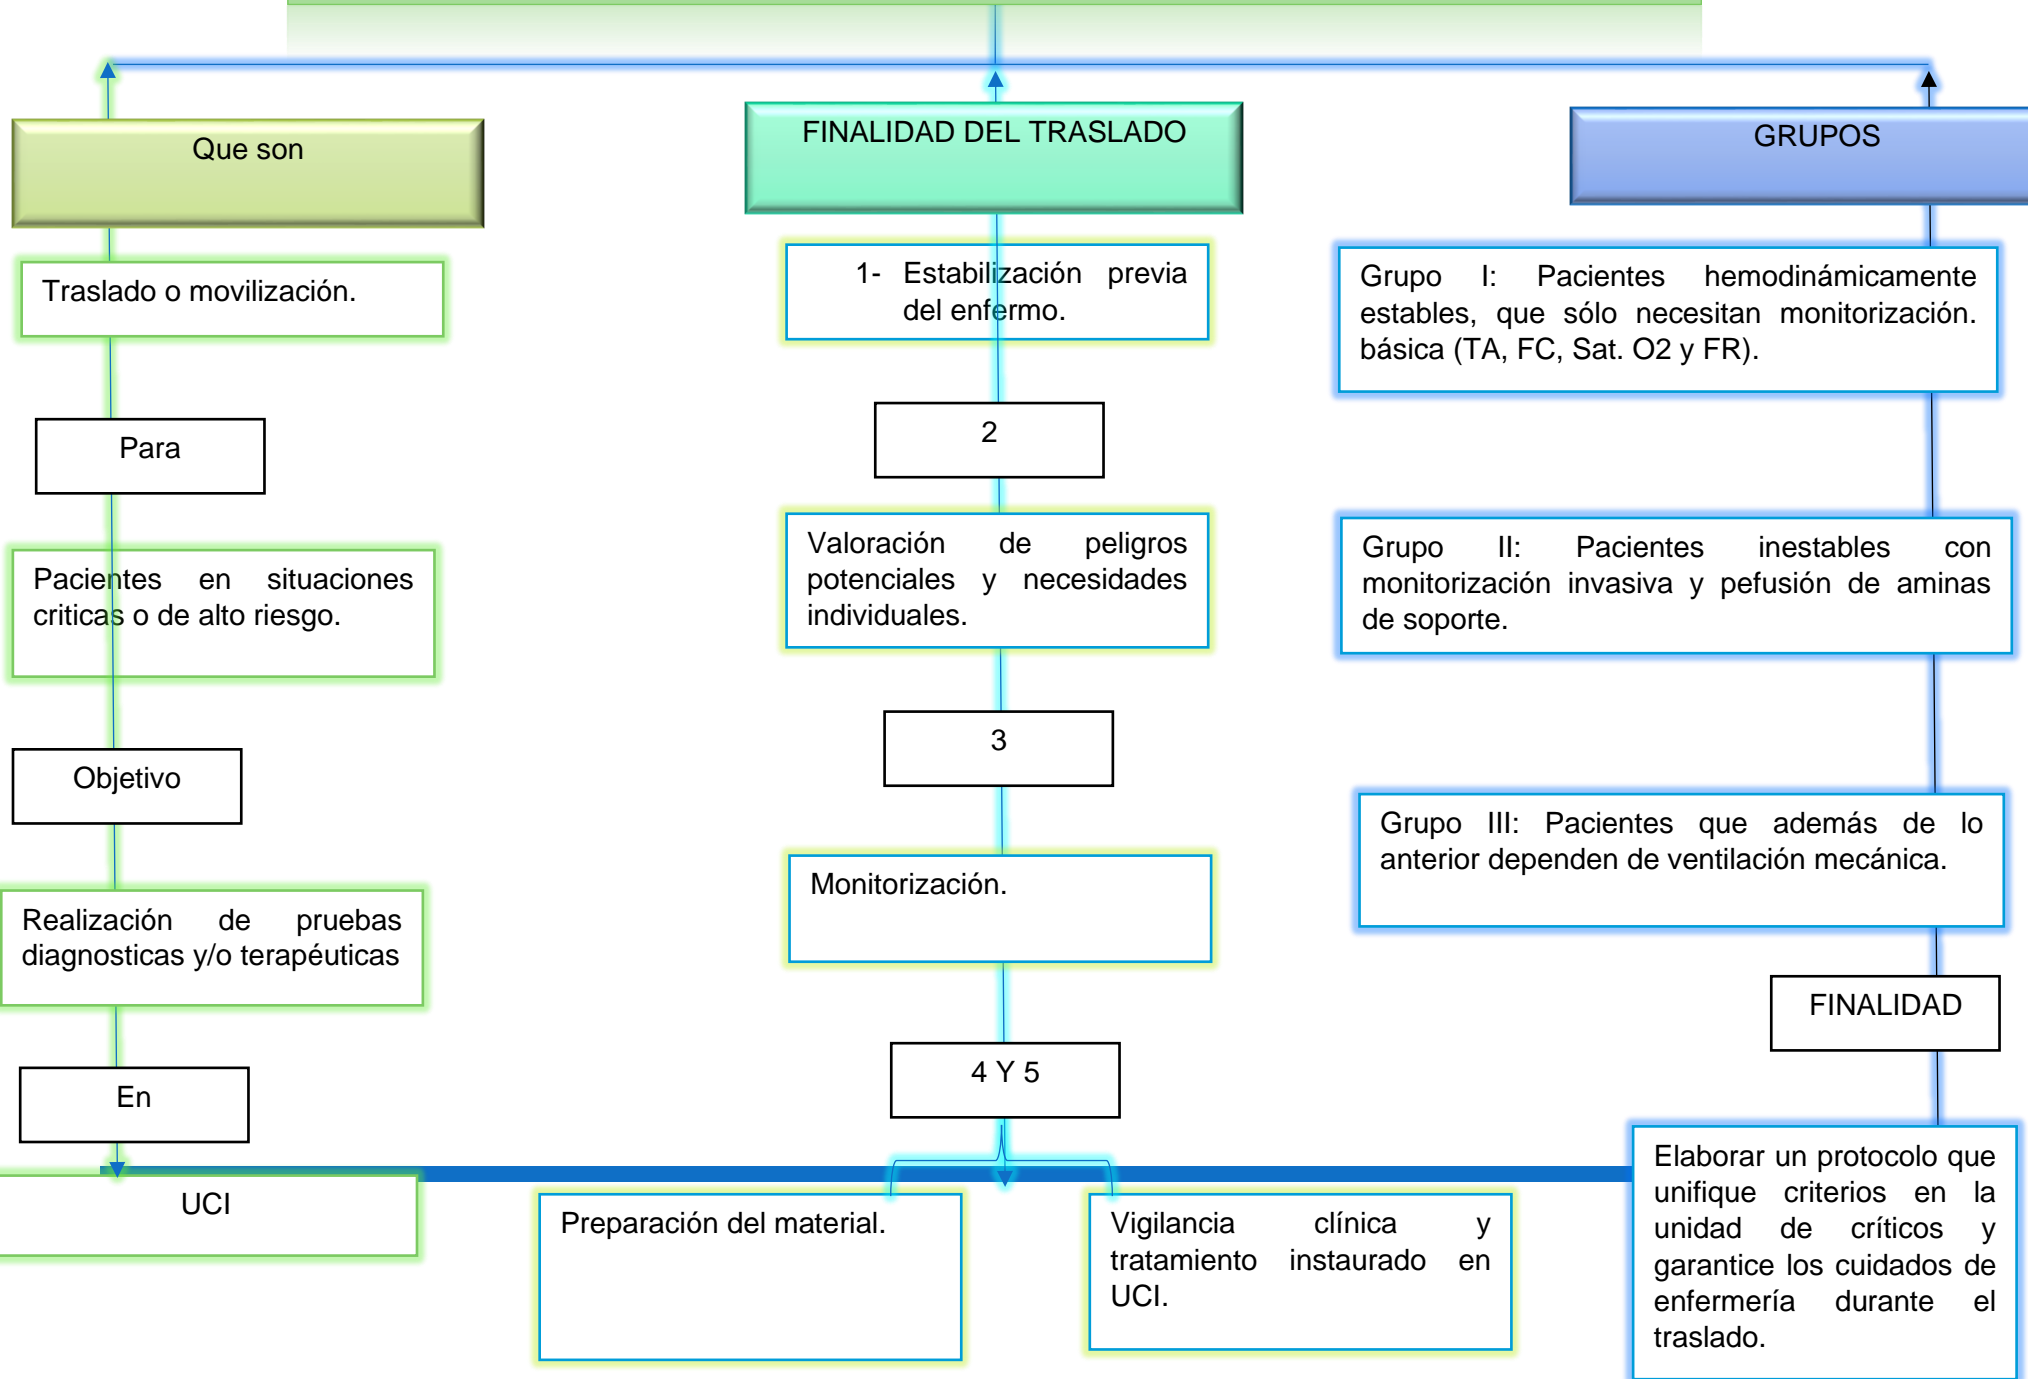 Que son
Traslado o movilización.
Para
Pacientes en situaciones
criticas o de alto riesgo.
Objetivo
Realización de pruebas
diagnosticas y/o terapéuticas
En
UCI
FINALIDAD DEL TRASLADO
1- Estabilización previa
del enfermo.
2
Valoración de peligros
potenciales y necesidades
individuales.
3
Monitorización.
4 Y 5
Preparación del material.
Vigilancia clínica y
tratamiento instaurado en
UCI.
GRUPOS
Grupo I: Pacientes hemodinámicamente
estables, que sólo necesitan monitorización.
básica (TA, FC, Sat. O2 y FR).
Grupo II: Pacientes inestables con
monitorización invasiva y pefusión de aminas
de soporte.
Grupo III: Pacientes que además de lo
anterior dependen de ventilación mecánica.
FINALIDAD
Elaborar un protocolo que
unifique criterios en la
unidad de críticos y
garantice los cuidados de
enfermería durante el
traslado.